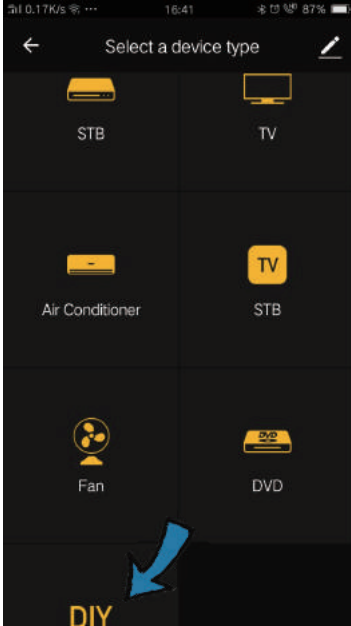 0.17K/s ··· 16:41 87%
Select a device type
STB TV
TV
Air Conditioner STB
DVD
Fan DVD
DIY